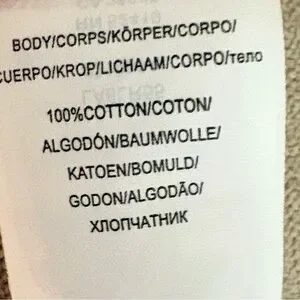 BODY/CORPS/KÖRPER/CORPO/
CUERPO/KROP/LICHAAM/CORPO/тело
100%COTTON/COTON/
ALGODÓN/BAUMWOLLE/
KATOEN/BOMULD/
GODON/ALGODÃO/
ХЛОПЧАТНИК